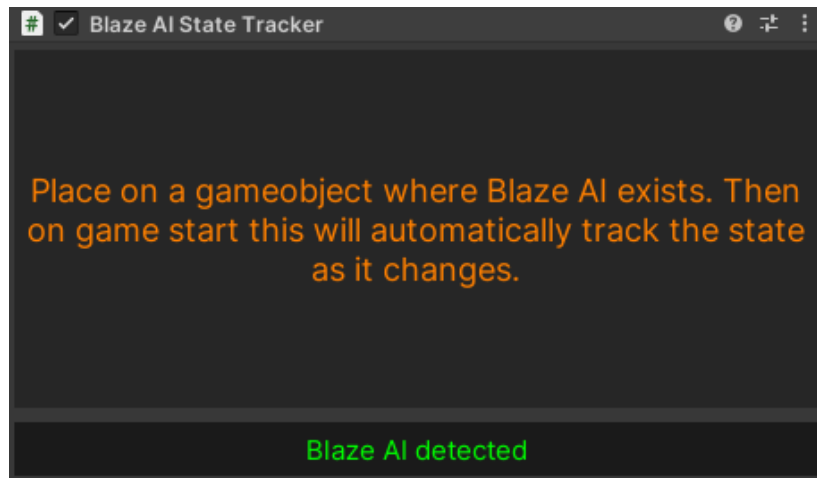 # Blaze AI State Tracker
Place on a gameobject where Blaze AI exists. Then
on game start this will automatically track the state
as it changes.
Blaze AI detected